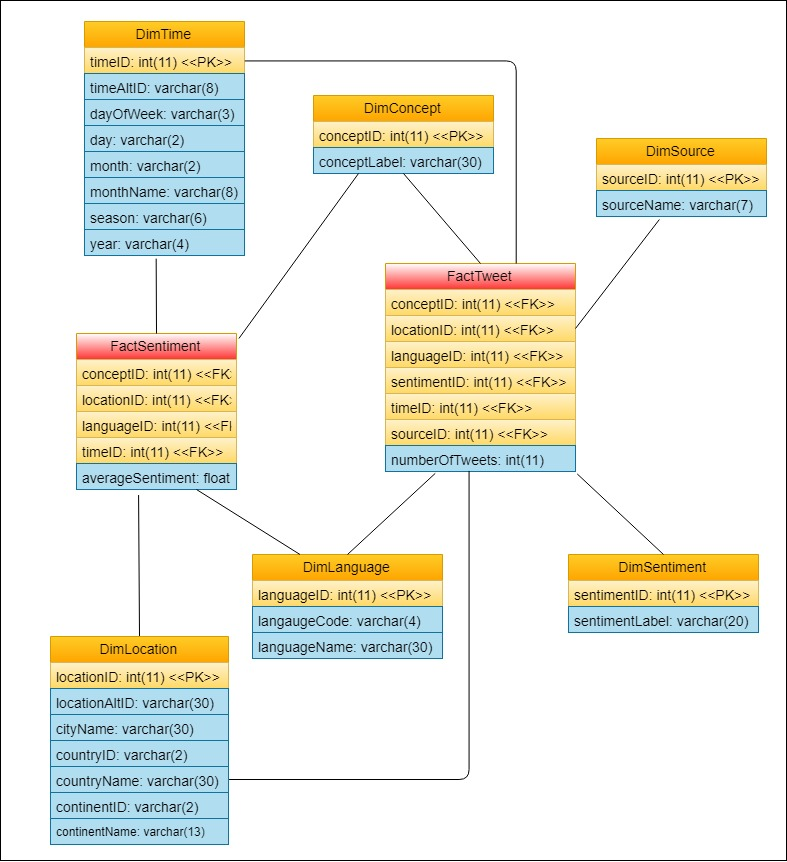 DimTime
timeID: int(11) <<PK>>
timeAltID: varchar(8)
dayOfWeek: varchar(3)
day: varchar(2)
month: varchar(2)
monthName: varchar(8)
season: varchar(6)
year: varchar(4)
DimConcept
conceptID: int(11) <<PK>>
conceptLabel: varchar(30)
DimSource
sourceID: int(11) <<PK>>
sourceName: varchar(7)
FactTweet
conceptID: int(11) <<FK>>
locationID: int(11) <<FK>>
languageID: int(11) <<FK>>
sentimentID: int(11) <<FK>>
timeID: int(11) <<FK>>
sourceID: int(11) <<FK>>
numberOfTweets: int(11)
FactSentiment
conceptID: int(11) <<FK
locationID: int(11) <<FK
languageID: int(11) <<F
timeID: int(11) <<FK>>
averageSentiment: float
DimLanguage
languageID: int(11) <<PK>>
langaugeCode: varchar(4)
languageName: varchar(30)
DimSentiment
sentimentID: int(11) <<PK>>
sentimentLabel: varchar(20)
DimLocation
locationID: int(11) <<PK>>
locationAltID: varchar(30)
cityName: varchar(30)
countryID: varchar(2)
countryName: varchar(30)
continentID: varchar(2)
continentName: varchar(13)